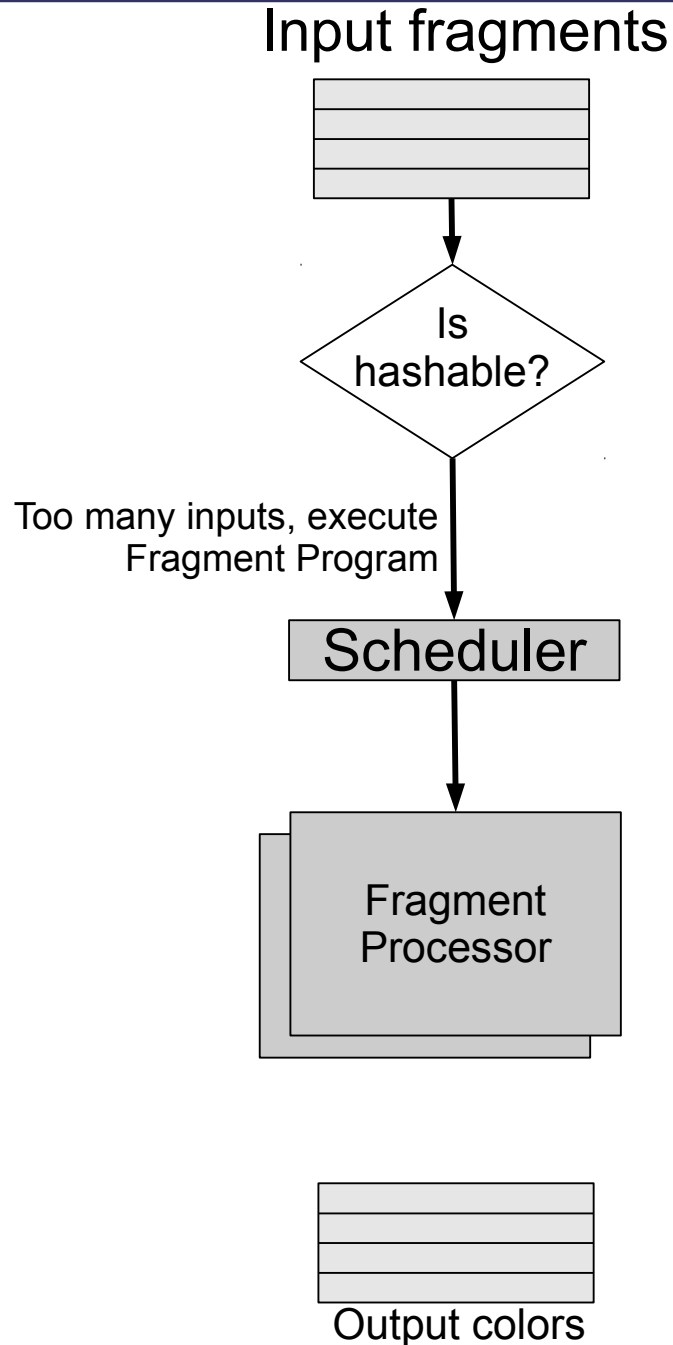 Input fragments
Is
hashable?
Too many inputs, execute
Fragment Program
Scheduler
Fragment
Processor
Output colors